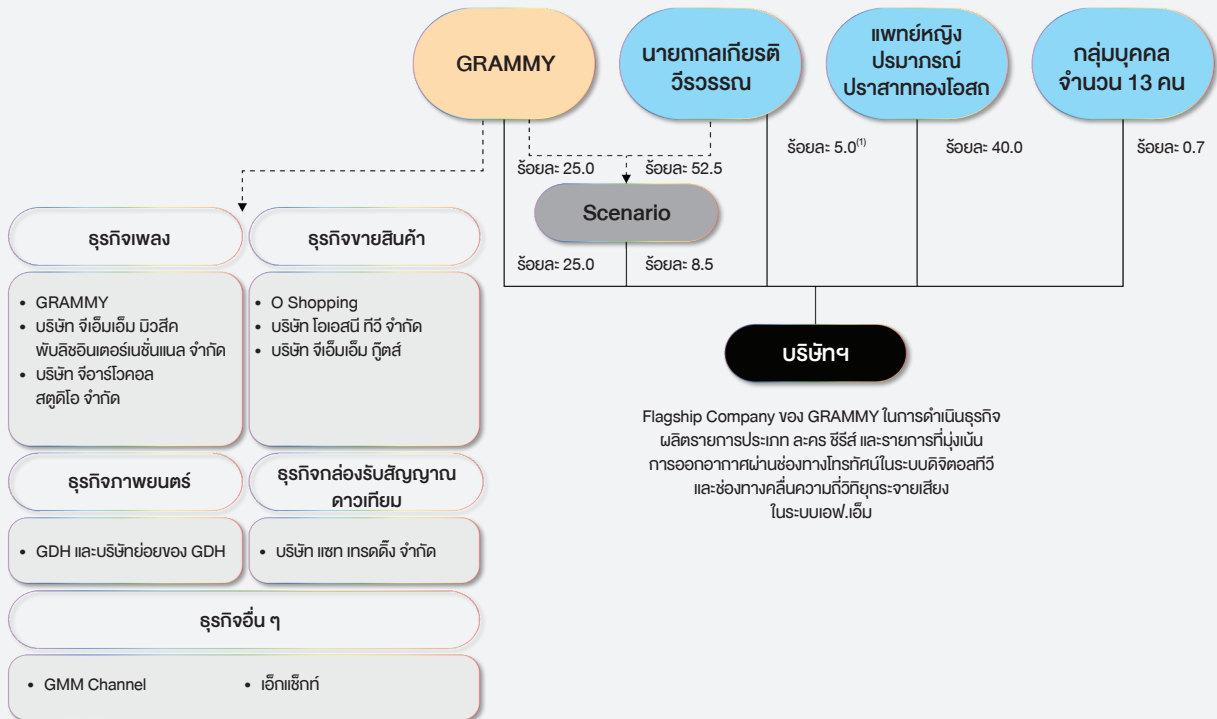 GRAMMY
นายถกลเกียรติ
วีรวรรณ
แพทย์หญิง
ปรมาภรณ์
ปราสาททองโอสถ
กลุ่มบุคคล
จำนวน 13 คน
ร้อยละ 5.0⁽¹⁾
ร้อยละ 40.0
ร้อยละ 0.7
ร้อยละ 25.0
ร้อยละ 52.5
Scenario
ร้อยละ 25.0
ร้อยละ 8.5
บริษัทฯ
Flagship Company ของ GRAMMY ในการดำเนินธุรกิจ
ผลิตรายการประเภท ละคร ซีรีส์ และรายการที่มุ่งเน้น
การออกอากาศผ่านช่องทางโทรทัศน์ในระบบดิจิตอลทีวี
และช่องทางคลื่นความถี่วิทยุกระจายเสียง
ในระบบเอฟ.เอ็ม
ธุรกิจเพลง
• GRAMMY
• บริษัท จีเอ็มเอ็ม มิวสิค
พับลิชอินเตอร์เนชั่นแนล จำกัด
• บริษัท จีอาร์โวคอล
สตูดิโอ จำกัด
ธุรกิจขายสินค้า
• O Shopping
• บริษัท โอเอสนี ทีวี จำกัด
• บริษัท จีเอ็มเอ็ม กู๊ตส์
ธุรกิจภาพยนตร์
• GDH และบริษัทย่อยของ GDH
ธุรกิจกล่องรับสัญญาณ
ดาวเทียม
• บริษัท แซท เทรดดิ้ง จำกัด
ธุรกิจอื่น ๆ
• GMM Channel
• เอ็กแซ็กท์